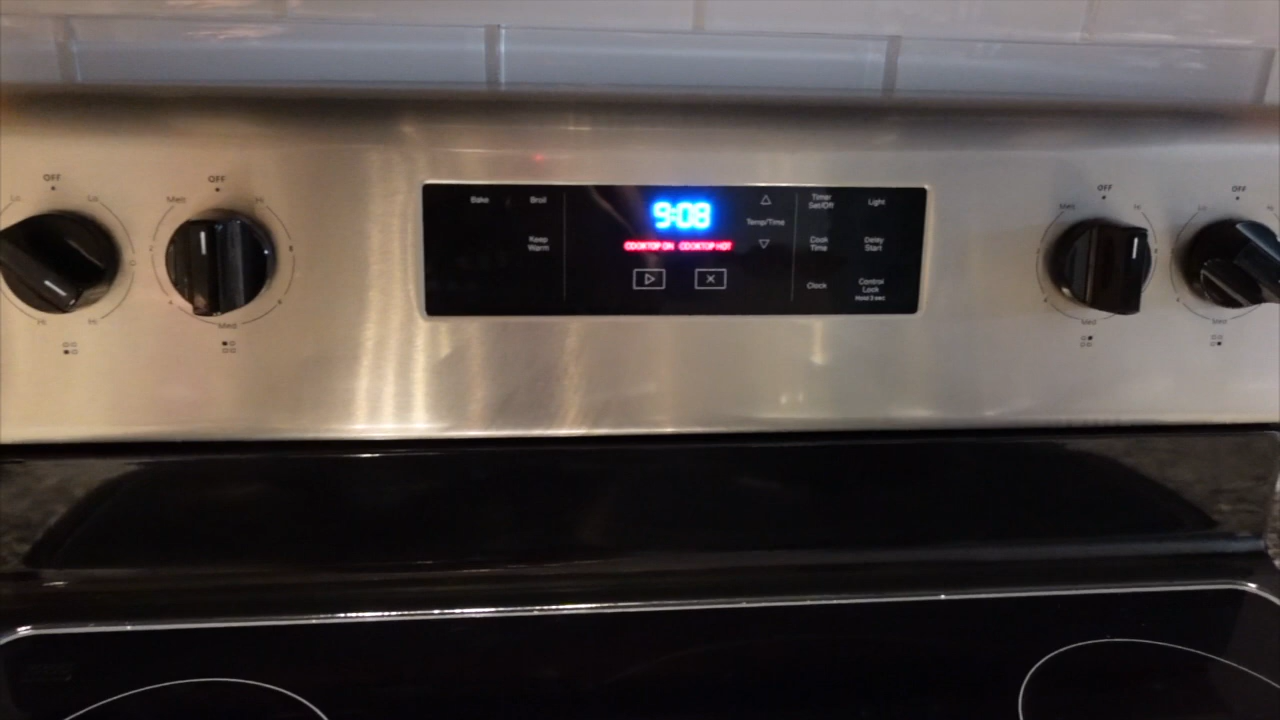 OFF
Lo
Lo
Hi
Hi
OFF
Melt
Hi
Med
Bake
Broil
Keep
Warm
9:08
COOKTOP ON COOKTOP HOT
Temp/Time
Timer
Set/Off
Light
Cook
Time
Delay
Start
Clock
Control
Lock
Hold 3 sec
OFF
Melt
Hi
Med
OFF
Lo
Hi
Med